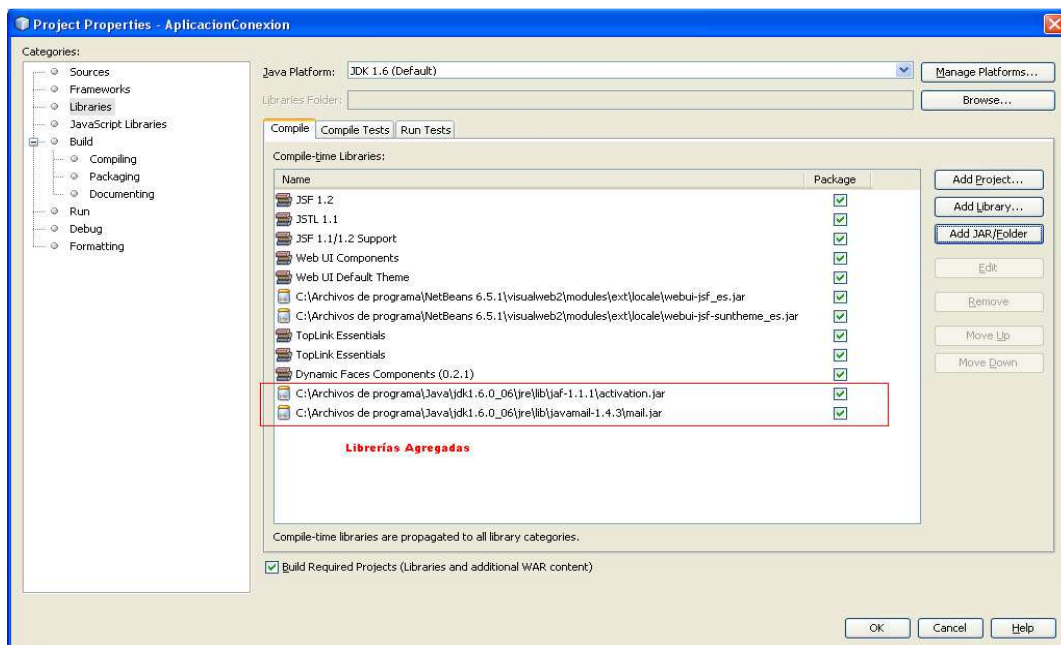 Project Properties - AplicacionConexion
Categories:
Sources
Frameworks
Libraries
JavaScript Libraries
Build
Compiling
Packaging
Documenting
Run
Debug
Formatting
Java Platform: JDK 1.6 (Default) Manage Platforms...
Libraries Folder: Browse...
Compile Compile Tests Run Tests
Compile-time Libraries:
Name Package
JSF 1.2
JSTL 1.1
JSF 1.1/1.2 Support
Web UI Components
Web UI Default Theme
C:\Archivos de programa\NetBeans 6.5.1\visualweb2\modules\ext\locale\webui-jsf_es.jar
C:\Archivos de programa\NetBeans 6.5.1\visualweb2\modules\ext\locale\webui-jsf-suntheme_es.jar
TopLink Essentials
TopLink Essentials
Dynamic Faces Components (0.2.1)
C:\Archivos de programa\Java\jdk1.6.0_06\jre\lib\jaf-1.1.1\activation.jar
C:\Archivos de programa\Java\jdk1.6.0_06\jre\lib\javamail-1.4.3\mail.jar
Librerías Agregadas
Add Project...
Add Library...
Add JAR/Folder
Edit
Remove
Move Up
Move Down
Compile-time libraries are propagated to all library categories.
Build Required Projects (Libraries and additional WAR content)
OK Cancel Help